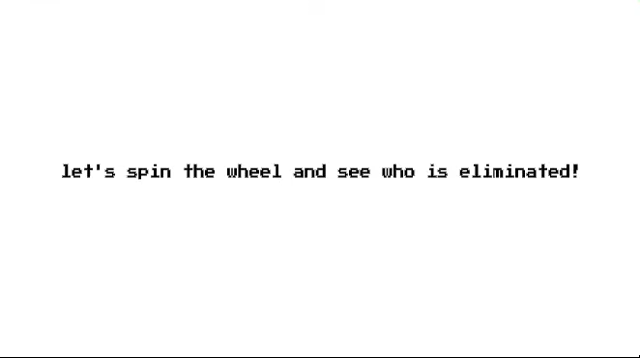 let's spin the wheel and see who is eliminated!